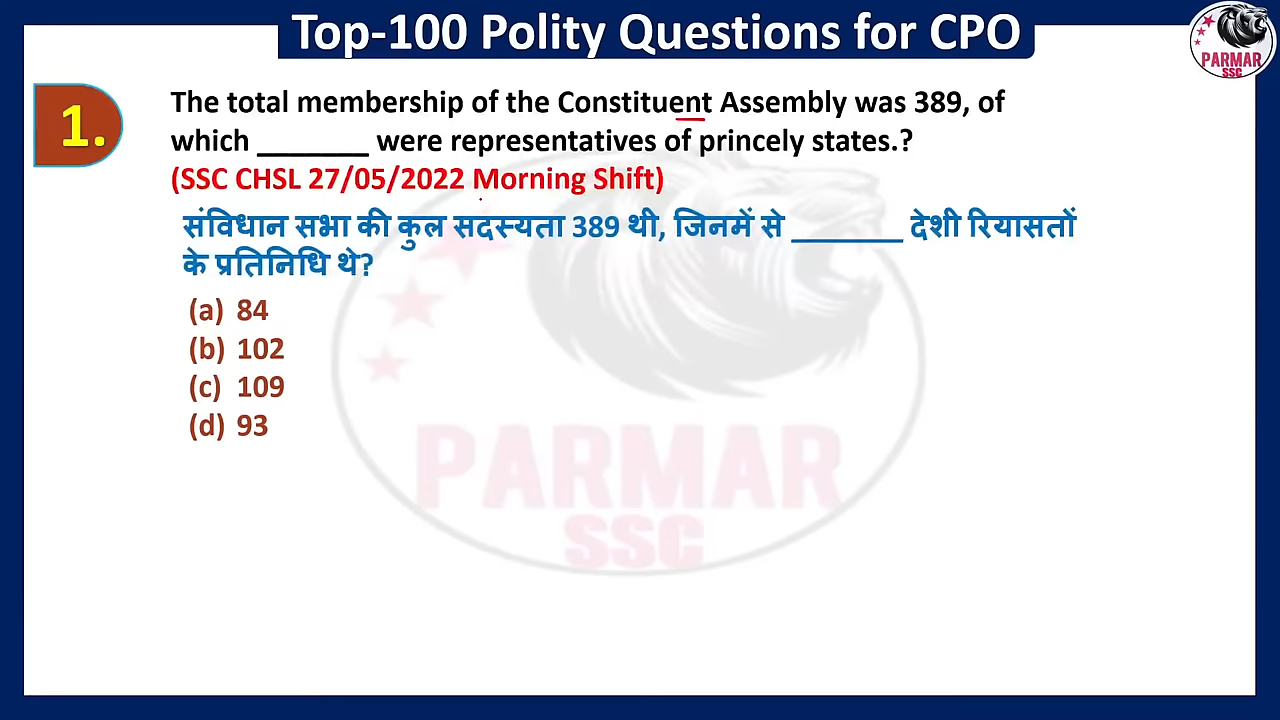 Top-100 Polity Questions for CPO
PARMAR
SSC
1.
The total membership of the Constituent Assembly was 389, of
which _______ were representatives of princely states.?
(SSC CHSL 27/05/2022 Morning Shift)
संविधान सभा की कुल सदस्यता 389 थी, जिनमें से _______ देशी रियासतों
के प्रतिनिधि थे?
(a) 84
(b) 102
(c) 109
(d) 93
PARMAR
SSC